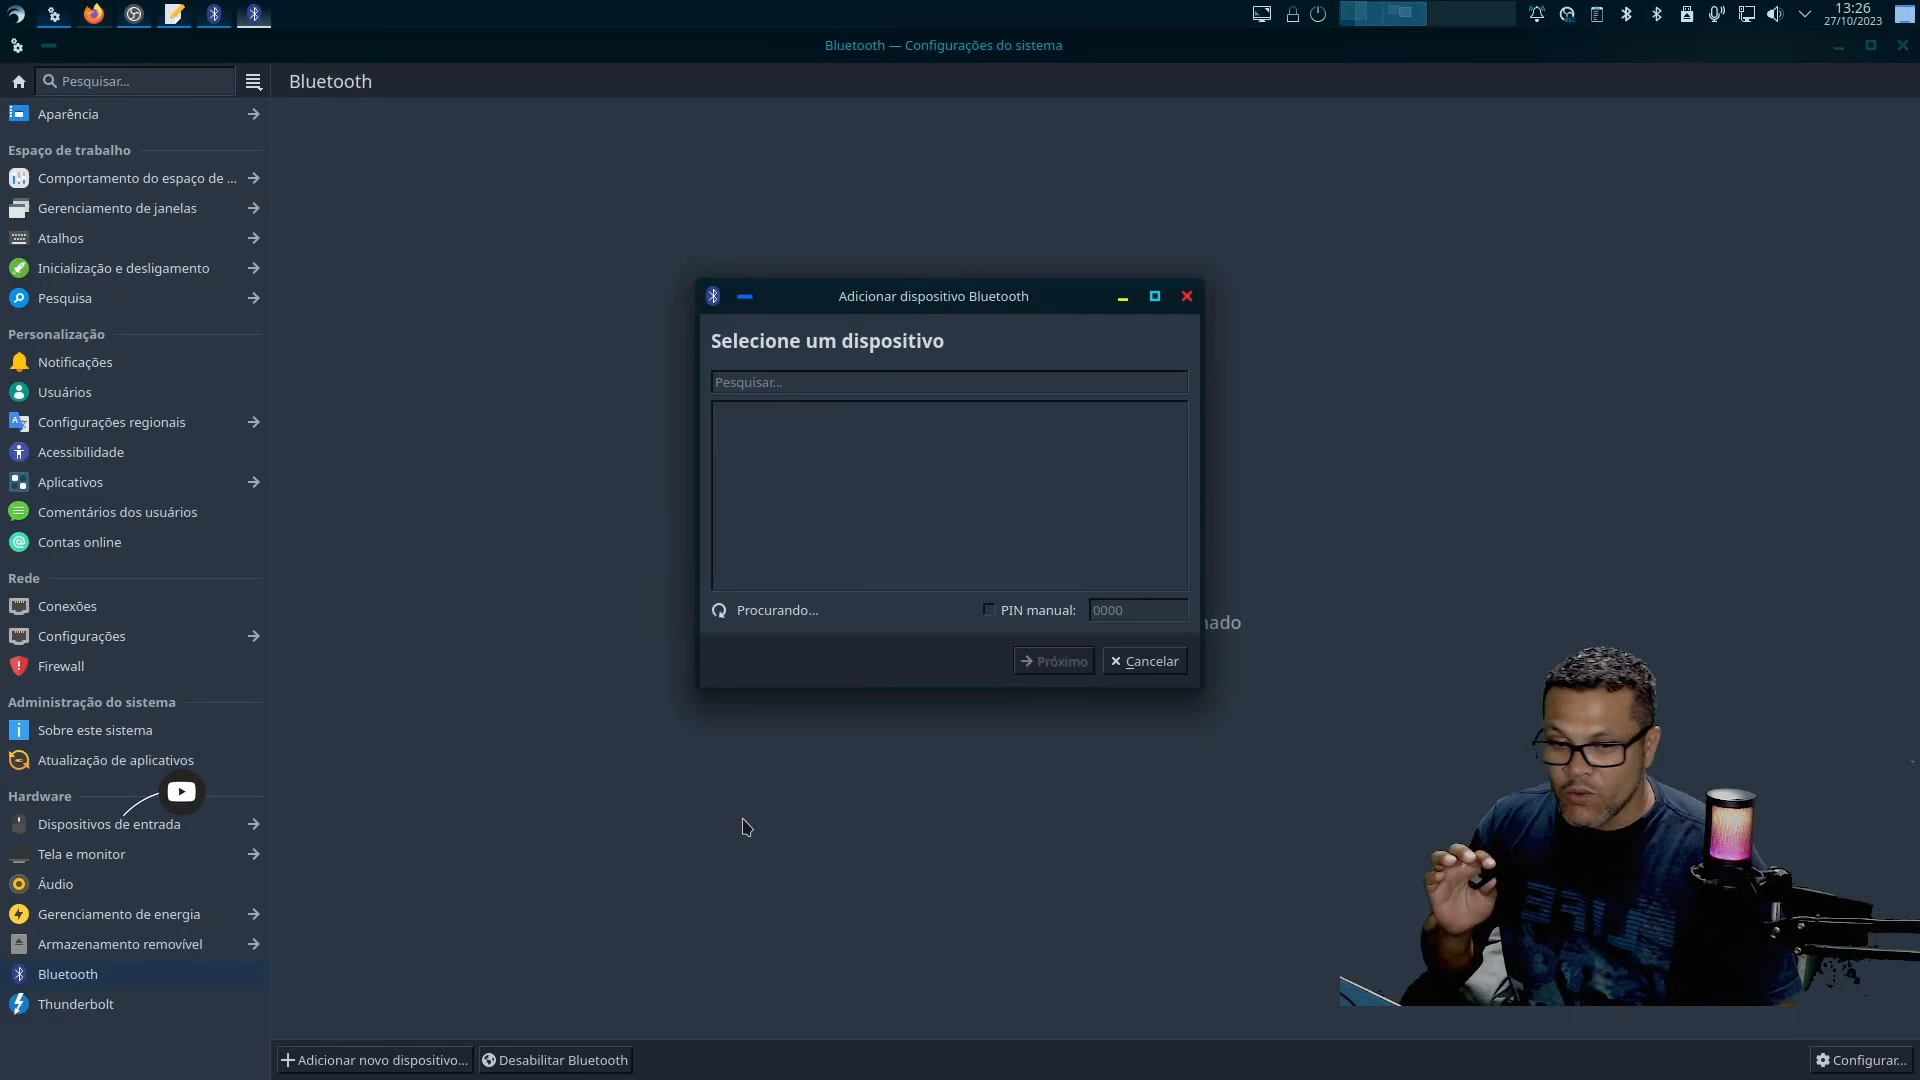 13:26
27/10/2023
Bluetooth — Configurações do sistema
Pesquisar...
Bluetooth
Aparência
Espaço de trabalho
Comportamento do espaço de ...
Gerenciamento de janelas
Atalhos
Inicialização e desligamento
Pesquisa
Personalização
Notificações
Usuários
Configurações regionais
Acessibilidade
Aplicativos
Comentários dos usuários
Contas online
Rede
Conexões
Configurações
Firewall
Administração do sistema
Sobre este sistema
Atualização de aplicativos
Hardware
Dispositivos de entrada
Tela e monitor
Áudio
Gerenciamento de energia
Armazenamento removível
Bluetooth
Thunderbolt
Adicionar dispositivo Bluetooth
Selecione um dispositivo
Pesquisar...
Procurando...
PIN manual:
0000
nado
Próximo
Cancelar
Adicionar novo dispositivo...
Desabilitar Bluetooth
Configurar...